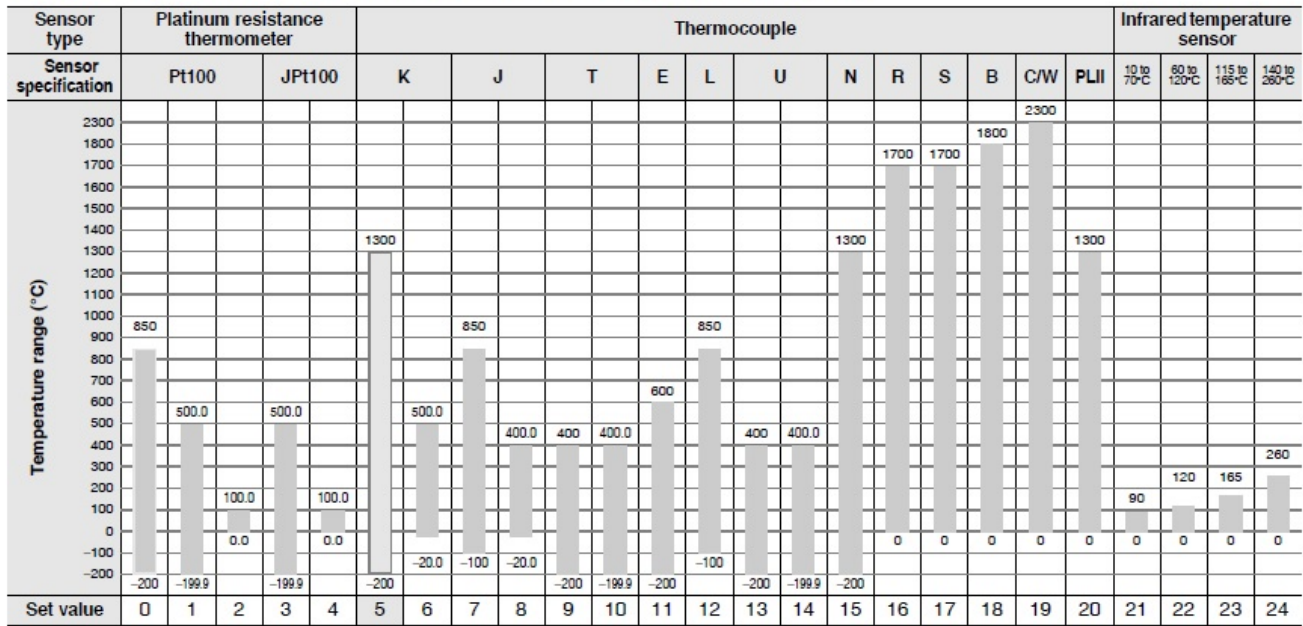 Sensor type Platinum resistance thermometer Thermocouple Infrared temperature sensor
Sensor specification Pt100 JPt100 K J T E L U N R S B C/W PLII 10 to 70°C 60 to 120°C 115 to 165°C 140 to 260°C
Temperature range (°C)
2300 2300
1800 1800
1700 1700 1700
1600
1500
1400
1300 1300 1300 1300
1200
1100
1000
900 850 850 850
800
700
600 600
500 500.0 500.0 500.0
400 400.0 400 400.0 400 400.0
300
200 260
100 100.0 100.0 90 120 165
0 0.0 0.0 0 0 0 0 0 0 0 0 0
−100 −20.0 −100 −20.0 −100
−200 −200 −199.9 −199.9 −200 −200 −199.9 −200 −200 −199.9 −200
Set value 0 1 2 3 4 5 6 7 8 9 10 11 12 13 14 15 16 17 18 19 20 21 22 23 24